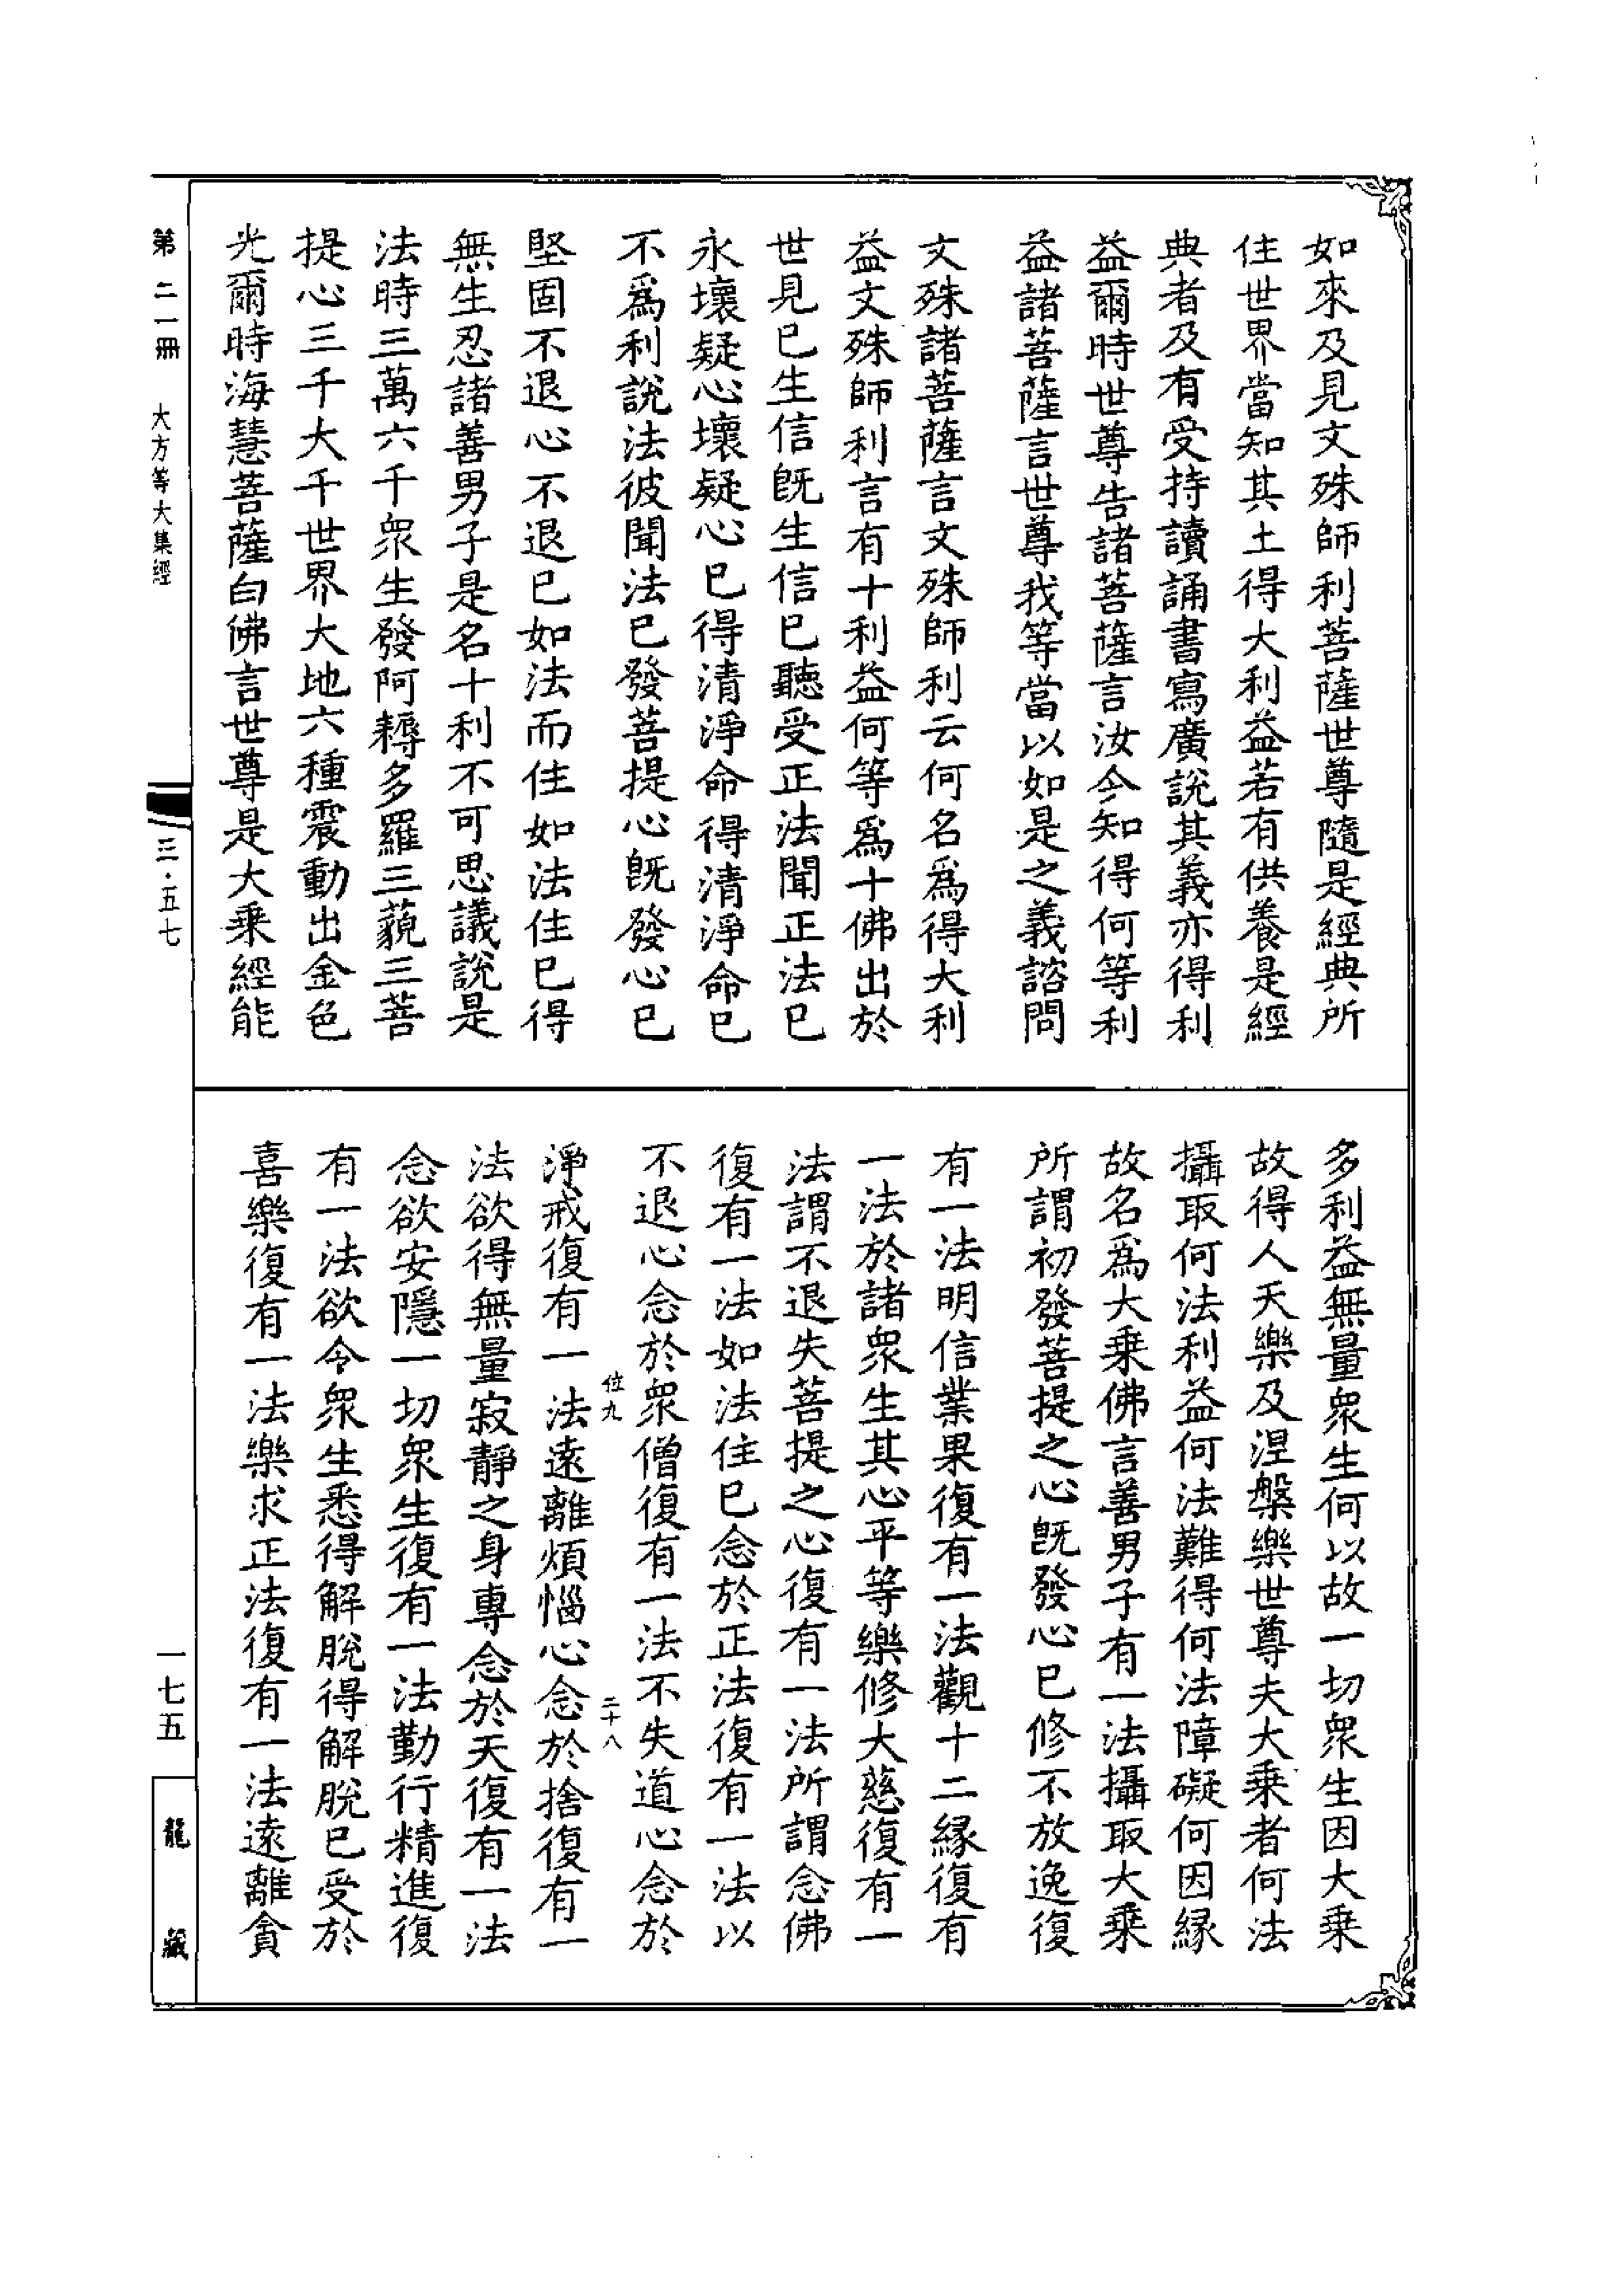 如來及見文殊師利菩薩世尊隨是經典所
住世界當知其土得大利益若有供養是經
典者及有受持讀誦書寫廣說其義亦得利
益爾時世尊告諸菩薩言汝今知得何等利
益諸菩薩言世尊我等當以如是之義諮問
文殊諸菩薩言文殊師利云何名爲得大利
益文殊師利言有十利益何等爲十佛出於
世見已生信旣生信已聽受正法聞正法已
永壞疑心壞疑心已得清淨命得清淨命已
不爲利說法彼聞法已發菩提心旣發心已
堅固不退心不退已如法而住如法住已得
無生忍諸善男子是名十利不可思議說是
法時三萬六千衆生發阿耨多羅三藐三菩
提心三千大千世界大地六種震動出金色
光爾時海慧菩薩白佛言世尊是大乘經能
多利益無量衆生何以故一切衆生因大乘
故得人天樂及涅槃樂世尊夫大乘者何法
攝取何法利益何法難得何法障礙何因緣
故名爲大乘佛言善男子有一法攝取大乘
所謂初發菩提之心旣發心已修不放逸復
有一法明信業果復有一法觀十二緣復有
一法於諸衆生其心平等樂修大慈復有一
法謂不退失菩提之心復有一法所謂念佛
復有一法如法住已念於正法復有一法以
不退心念於衆僧復有一法不失道心念於
位九
二十八
淨戒復有一法遠離煩惱心念於捨復有一
法欲得無量寂靜之身專念於天復有一法
念欲安隱一切衆生復有一法勤行精進復
有一法欲令衆生悉得解脫得解脫已受於
喜樂復有一法樂求正法復有一法遠離貪
第二一冊
大方等大集經
三·五七
一七五
龍藏